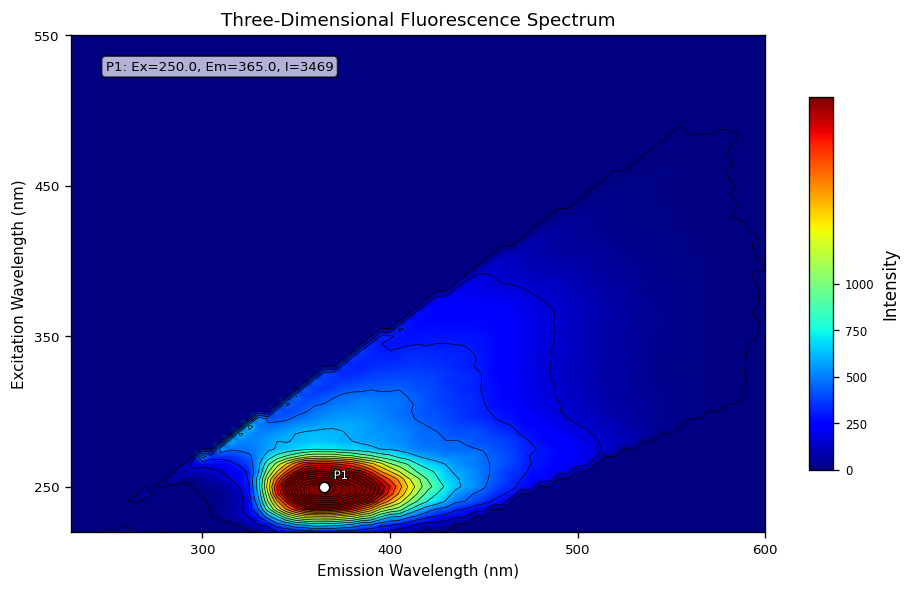 Three-Dimensional Fluorescence Spectrum
550
450
350
250
Excitation Wavelength (nm)
P1: Ex=250.0, Em=365.0, I=3469
P1
300
400
500
600
Emission Wavelength (nm)
1000
750
500
250
0
Intensity